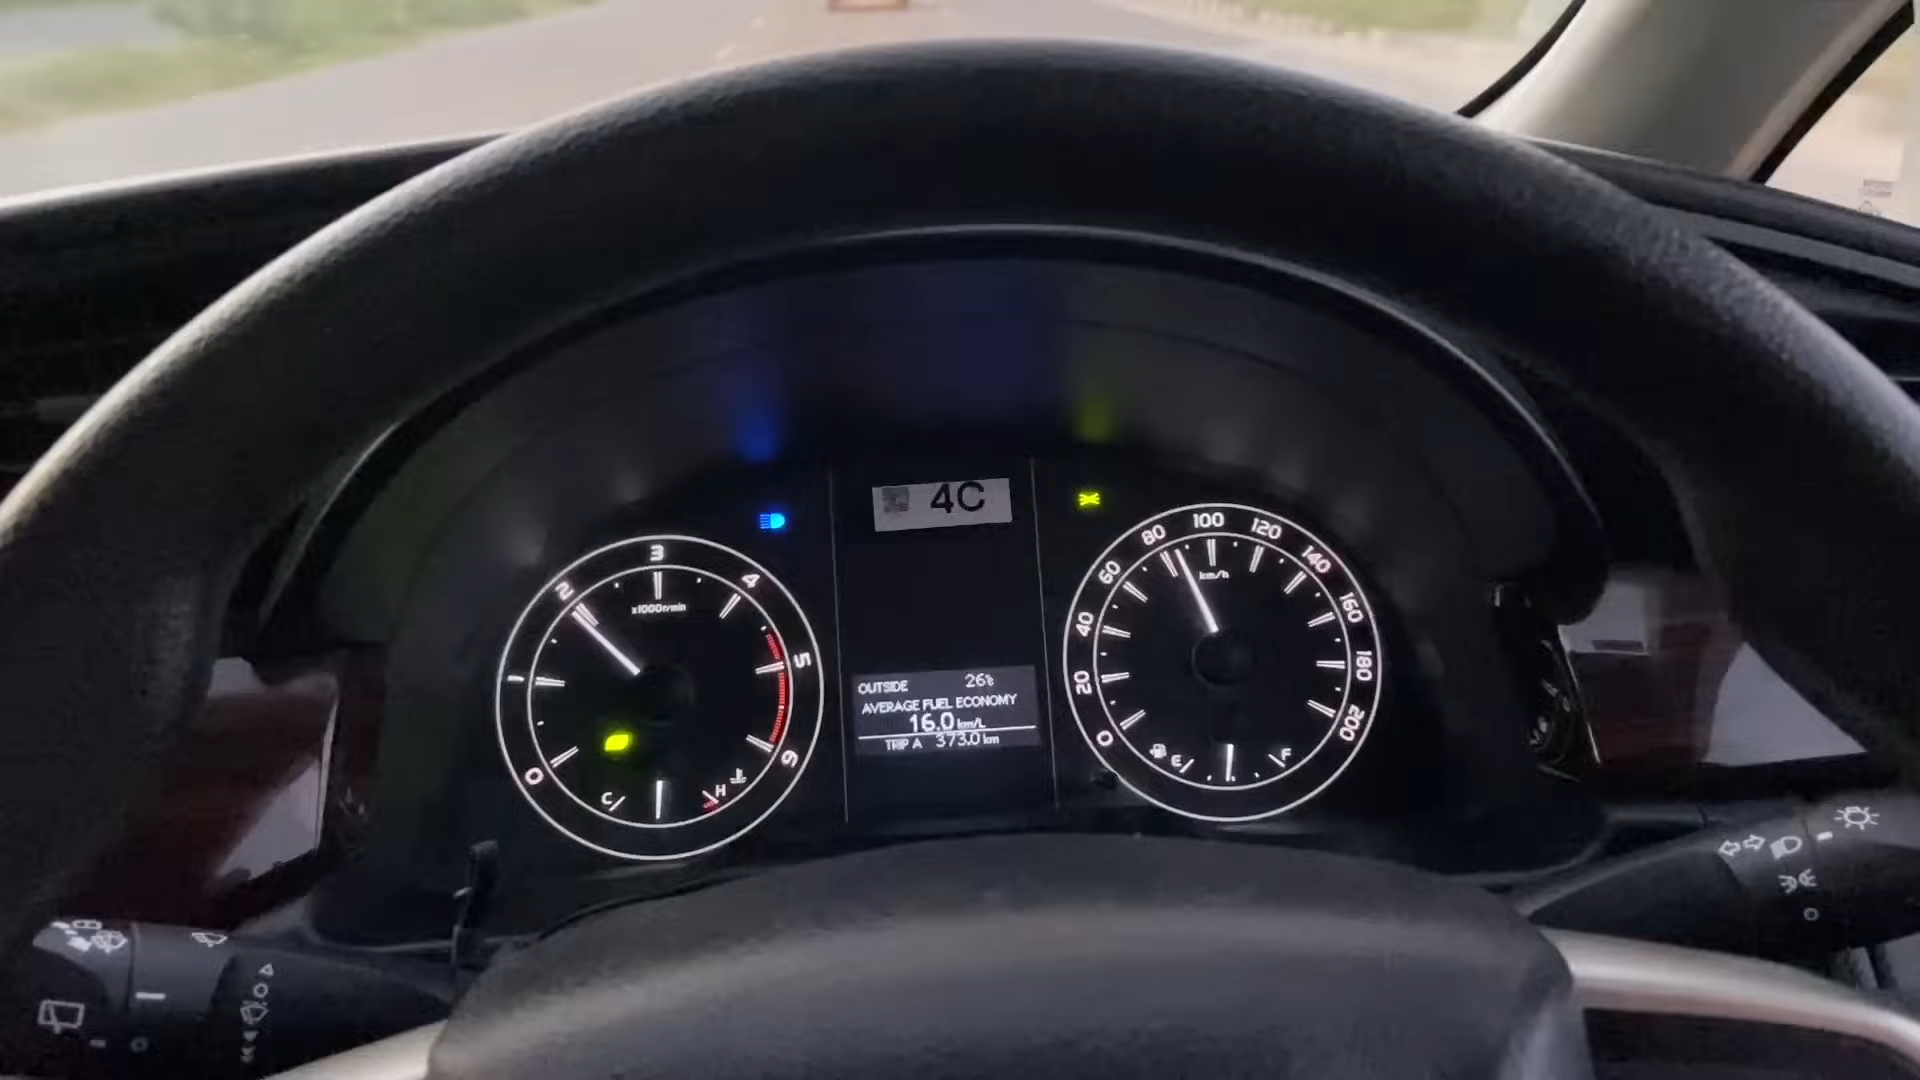 4C
0
1
2
3
4
5
6
x1000r/min
C
H
OUTSIDE 26℃
AVERAGE FUEL ECONOMY
16.0 km/L
TRIP A 373.0 km
0
20
40
60
80
100
120
140
160
180
200
km/h
E
F